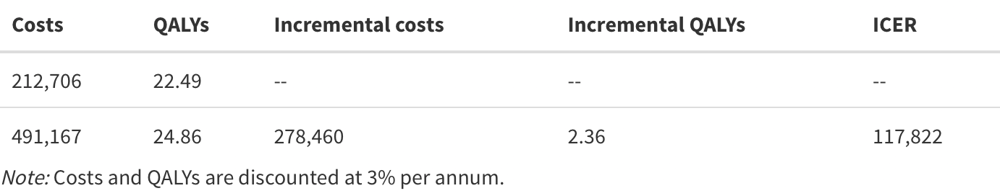 Costs QALYs Incremental costs Incremental QALYs ICER
212,706 22.49 -- -- --
491,167 24.86 278,460 2.36 117,822
Note: Costs and QALYs are discounted at 3% per annum.